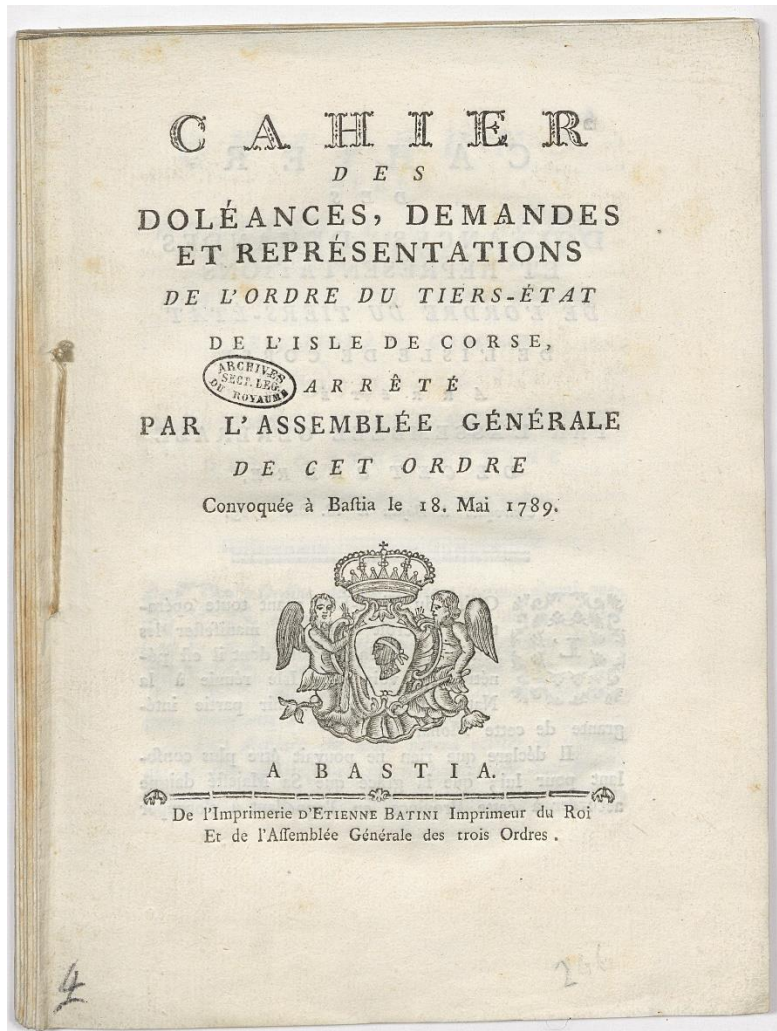 CAHIER
DES
DOLÉANCES, DEMANDES
ET REPRÉSENTATIONS
DE L'ORDRE DU TIERS-ÉTAT
DE L'ISLE DE CORSE,
ARCHIVES
SECT. LEG.
DU ROYAUME
ARRÊTÉ
PAR L'ASSEMBLÉE GÉNÉRALE
DE CET ORDRE
Convoquée à Baſtia le 18. Mai 1789.
A BASTIA.
De l'Imprimerie D'ETIENNE BATINI Imprimeur du Roi
Et de l'Aſſemblée Générale des trois Ordres.
4